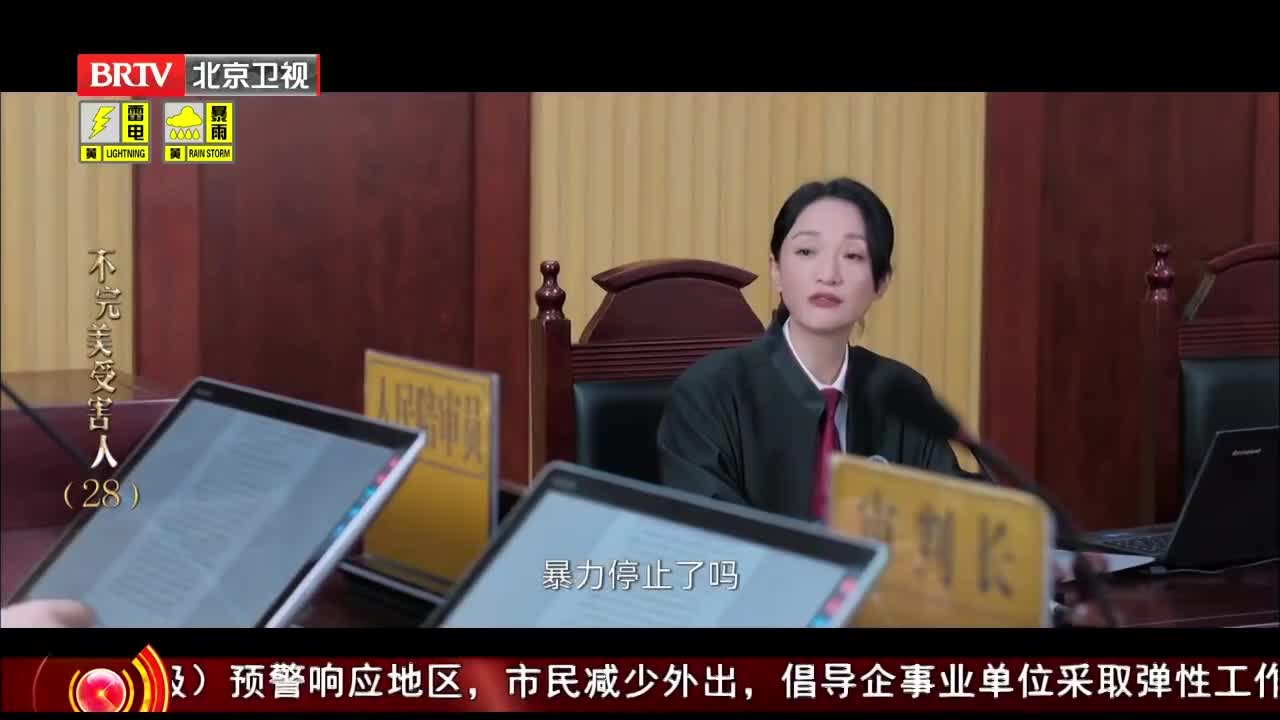 BRTV 北京卫视
雷电
黄 LIGHTNING
暴雨
黄 RAIN STORM
不完美受害人
(28)
人民陪审员
审判长
Lenovo
暴力停止了吗
级）预警响应地区，市民减少外出，倡导企事业单位采取弹性工作